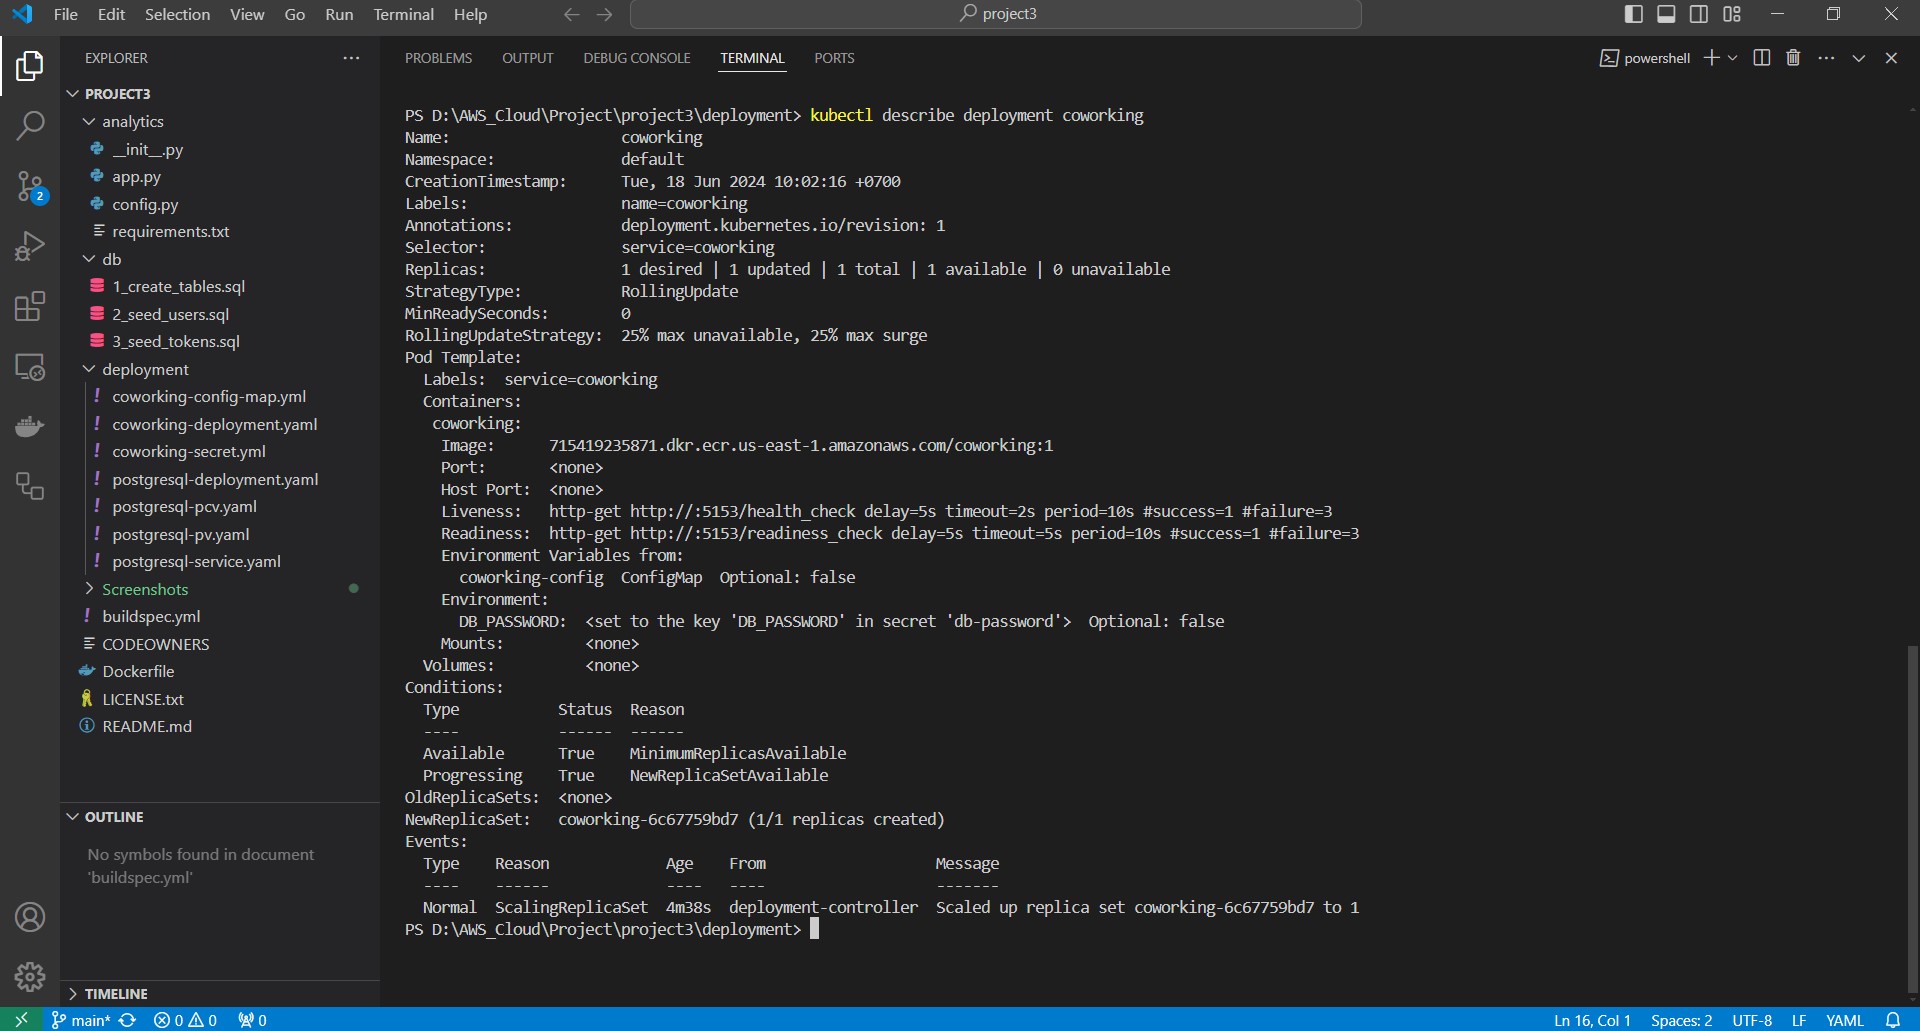 File Edit Selection View Go Run Terminal Help
project3
EXPLORER
PROJECT3
analytics
__init__.py
app.py
config.py
requirements.txt
db
1_create_tables.sql
2_seed_users.sql
3_seed_tokens.sql
deployment
coworking-config-map.yml
coworking-deployment.yaml
coworking-secret.yml
postgresql-deployment.yaml
postgresql-pcv.yaml
postgresql-pv.yaml
postgresql-service.yaml
Screenshots
buildspec.yml
CODEOWNERS
Dockerfile
LICENSE.txt
README.md
OUTLINE
No symbols found in document
'buildspec.yml'
TIMELINE
2
PROBLEMS OUTPUT DEBUG CONSOLE TERMINAL PORTS
powershell
PS D:\AWS_Cloud\Project\project3\deployment> kubectl describe deployment coworking
Name: coworking
Namespace: default
CreationTimestamp: Tue, 18 Jun 2024 10:02:16 +0700
Labels: name=coworking
Annotations: deployment.kubernetes.io/revision: 1
Selector: service=coworking
Replicas: 1 desired | 1 updated | 1 total | 1 available | 0 unavailable
StrategyType: RollingUpdate
MinReadySeconds: 0
RollingUpdateStrategy: 25% max unavailable, 25% max surge
Pod Template:
Labels: service=coworking
Containers:
coworking:
Image: 715419235871.dkr.ecr.us-east-1.amazonaws.com/coworking:1
Port: <none>
Host Port: <none>
Liveness: http-get http://:5153/health_check delay=5s timeout=2s period=10s #success=1 #failure=3
Readiness: http-get http://:5153/readiness_check delay=5s timeout=5s period=10s #success=1 #failure=3
Environment Variables from:
coworking-config ConfigMap Optional: false
Environment:
DB_PASSWORD: <set to the key 'DB_PASSWORD' in secret 'db-password'> Optional: false
Mounts: <none>
Volumes: <none>
Conditions:
Type Status Reason
---- ------ ------
Available True MinimumReplicasAvailable
Progressing True NewReplicaSetAvailable
OldReplicaSets: <none>
NewReplicaSet: coworking-6c67759bd7 (1/1 replicas created)
Events:
Type Reason Age From Message
---- ------ ---- ---- -------
Normal ScalingReplicaSet 4m38s deployment-controller Scaled up replica set coworking-6c67759bd7 to 1
PS D:\AWS_Cloud\Project\project3\deployment>
main* 0 0 0 Ln 16, Col 1 Spaces: 2 UTF-8 LF YAML